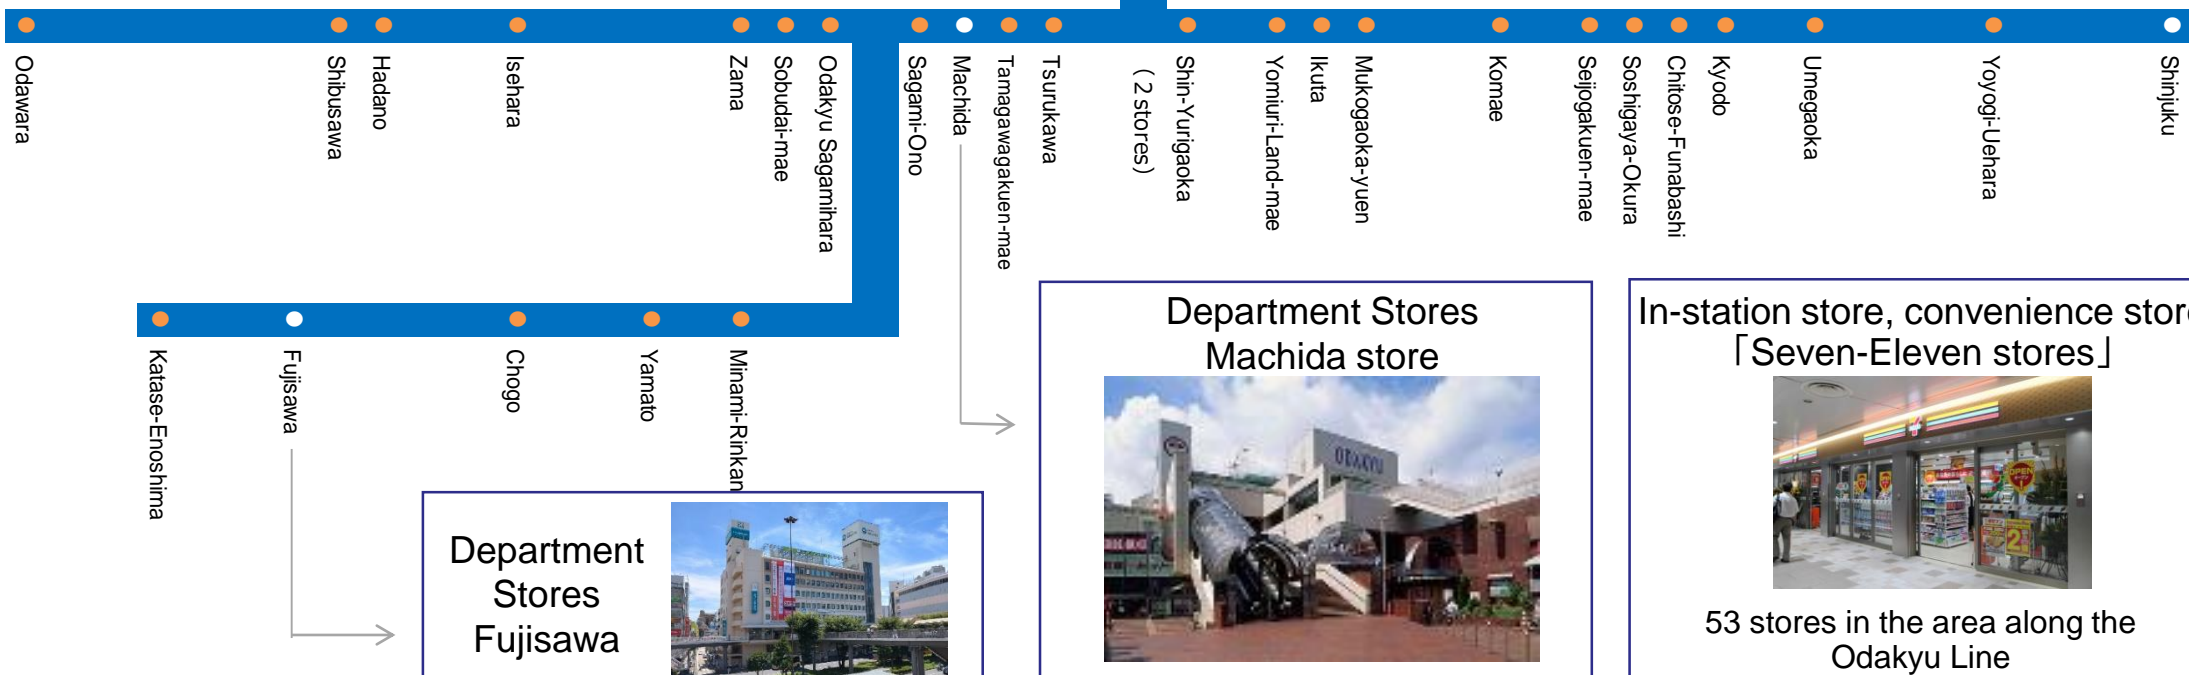 Odawara
Shibusawa
Hadano
Isehara
Zama
Sobudai-mae
Odakyu Sagamihara
Sagami-Ono
Machida
Tamagawagakuen-mae
Tsurukawa
Shin-Yurigaoka
(2 stores)
Yomiuri-Land-mae
Ikuta
Mukogaoka-yuen
Komae
Seijogakuen-mae
Soshigaya-Okura
Chitose-Funabashi
Kyodo
Umegaoka
Yoyogi-Uehara
Shinjuku
Katase-Enoshima
Fujisawa
Chogo
Yamato
Minami-Rinkan
Department
Stores
Fujisawa
Department Stores
Machida store
ODAKYU
In-station store, convenience store
「Seven-Eleven stores」
OPEN
53 stores in the area along the
Odakyu Line